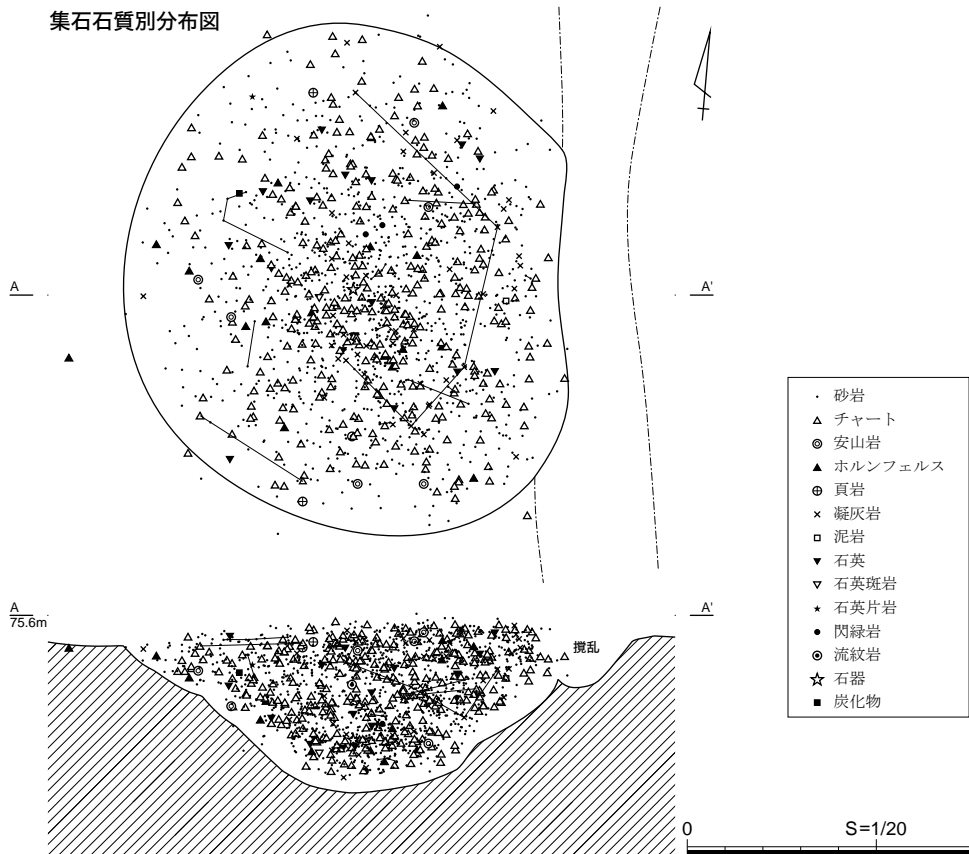 集石石質別分布図
A A'
砂岩
チャート
安山岩
ホルンフェルス
頁岩
凝灰岩
泥岩
石英
石英斑岩
石英片岩
閃緑岩
流紋岩
石器
炭化物
A A'
75.6m
撹乱
0 S=1/20